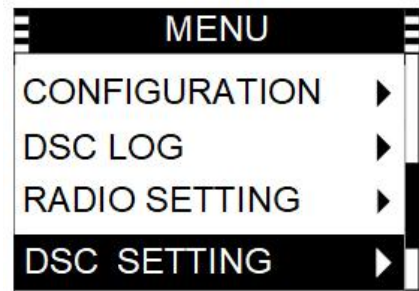 MENU
CONFIGURATION
DSC LOG
RADIO SETTING
DSC SETTING